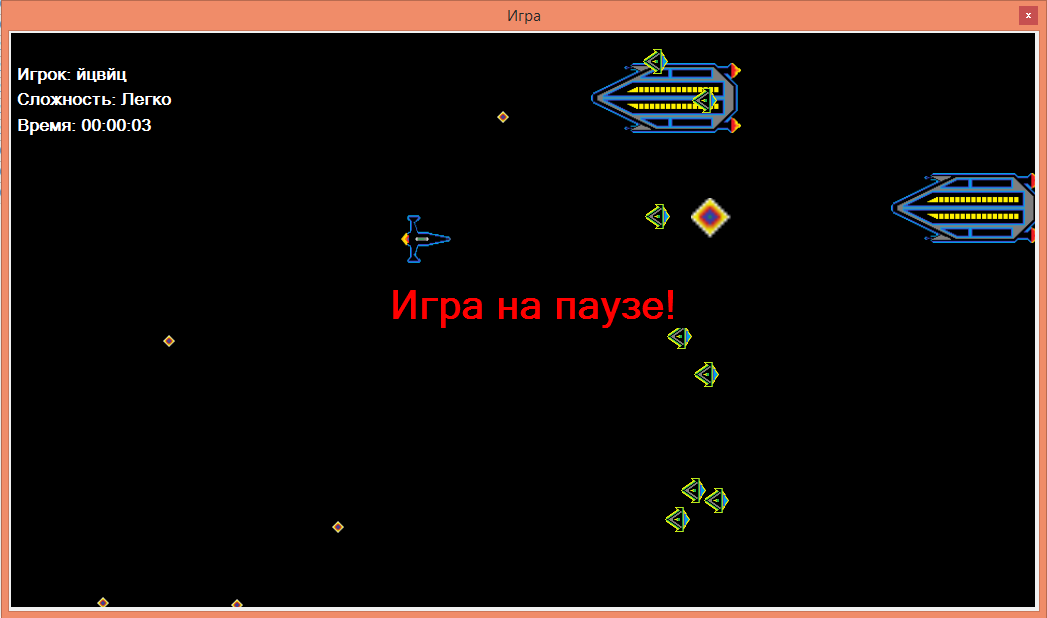 Игра
x
Игрок: йцвйц
Сложность: Легко
Время: 00:00:03
Игра на паузе!